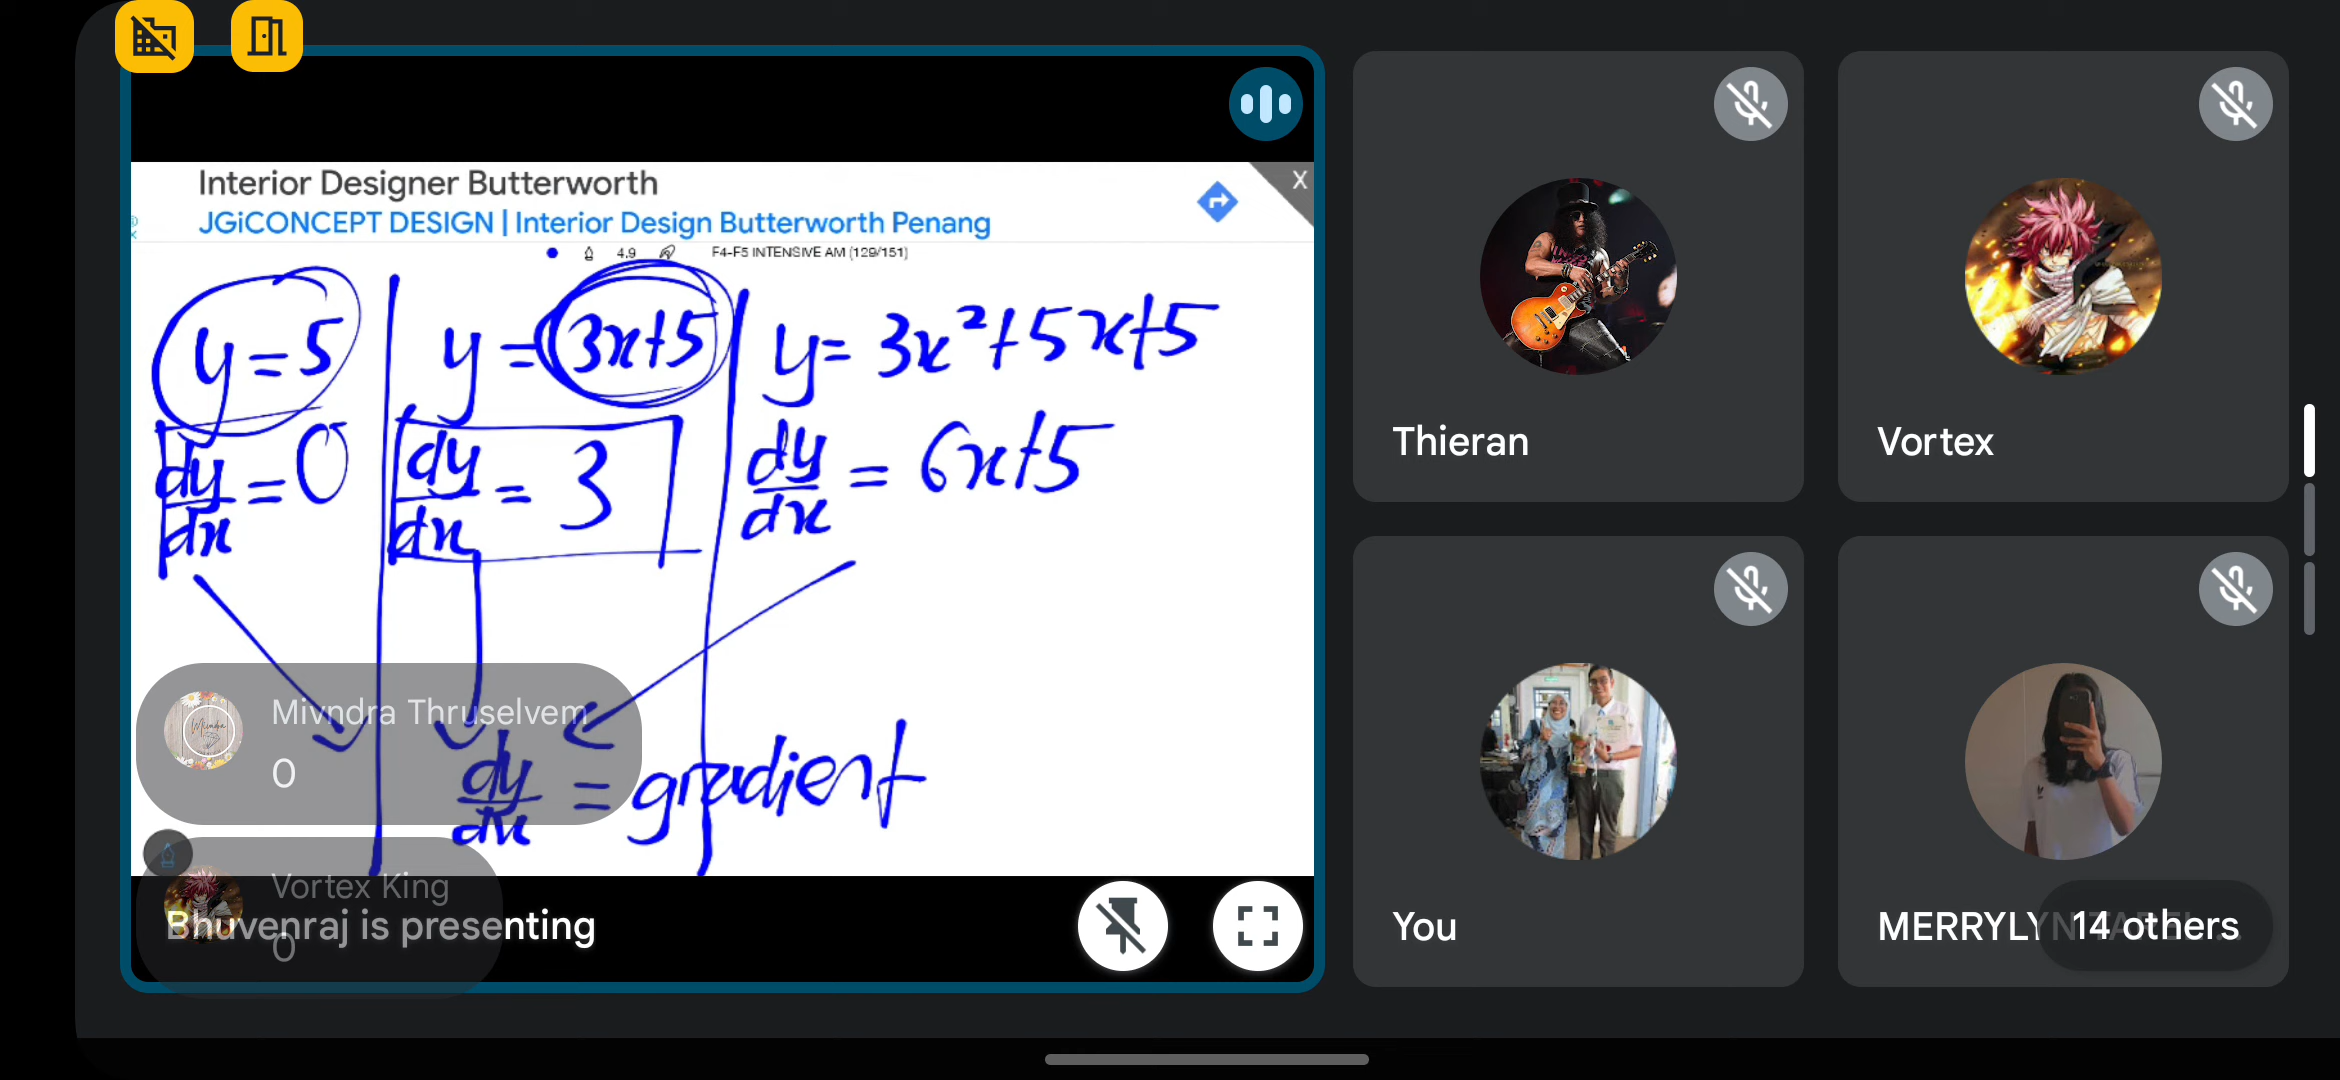 Interior Designer Butterworth
X
JGiCONCEPT DESIGN | Interior Design Butterworth Penang
4.9 F4-F5 INTENSIVE AM (129/151)
y = 5
dy/dx = 0
y = (3x+5)
dy/dx = 3
y = 3x²+5x+5
dy/dx = 6x+5
dy/dx = gradient
Mivndra Thruselvem
0
Vortex King
0
Bhuvenraj is presenting
Thieran
Vortex
You
MERRYLYN
14 others